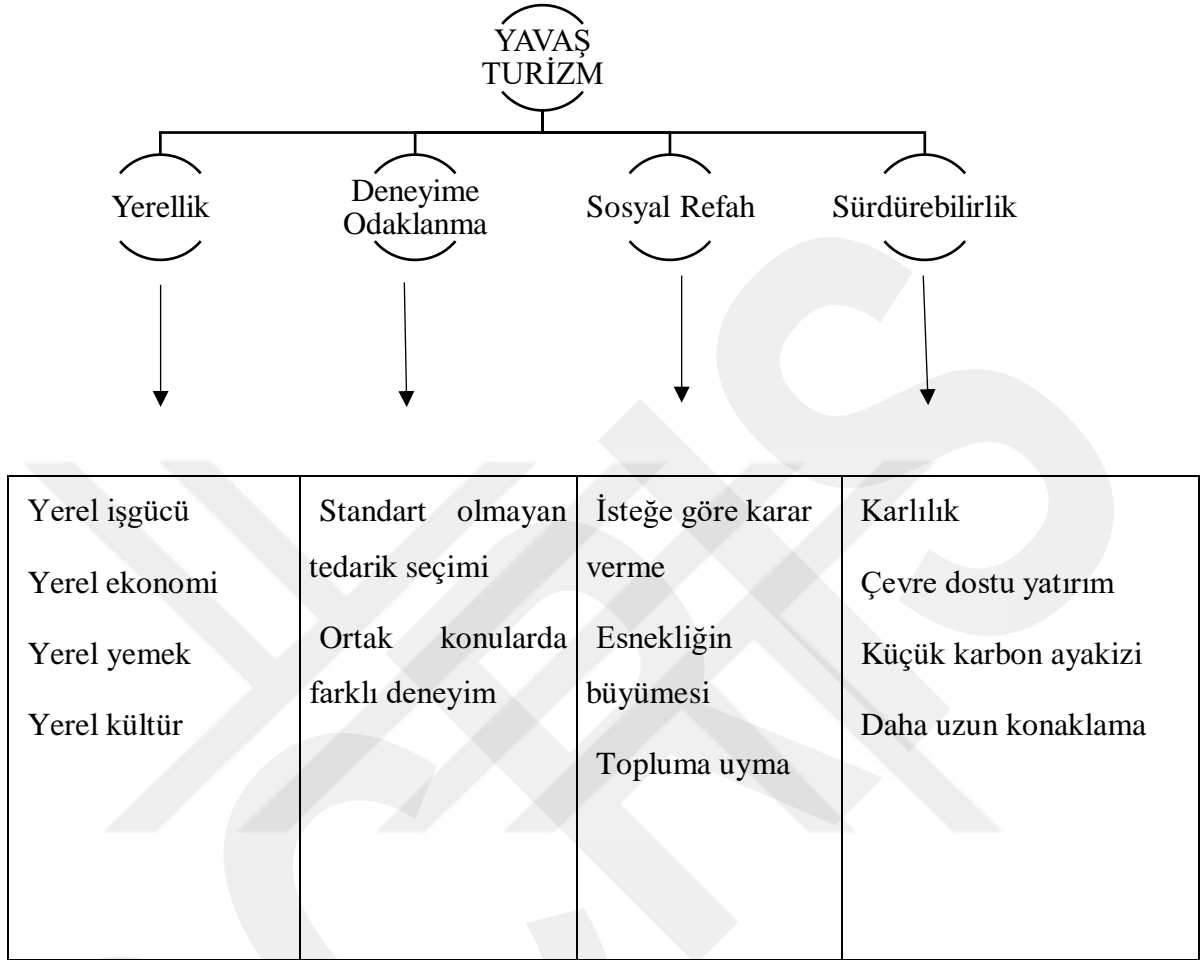 YAVAŞ
TURİZM
Yerellik
Deneyime
Odaklanma
Sosyal Refah
Sürdürebilirlik
Yerel işgücü
Yerel ekonomi
Yerel yemek
Yerel kültür
Standart olmayan
tedarik seçimi
Ortak konularda
farklı deneyim
İsteğe göre karar
verme
Esnekliğin
büyümesi
Topluma uyma
Karlılık
Çevre dostu yatırım
Küçük karbon ayakizi
Daha uzun konaklama